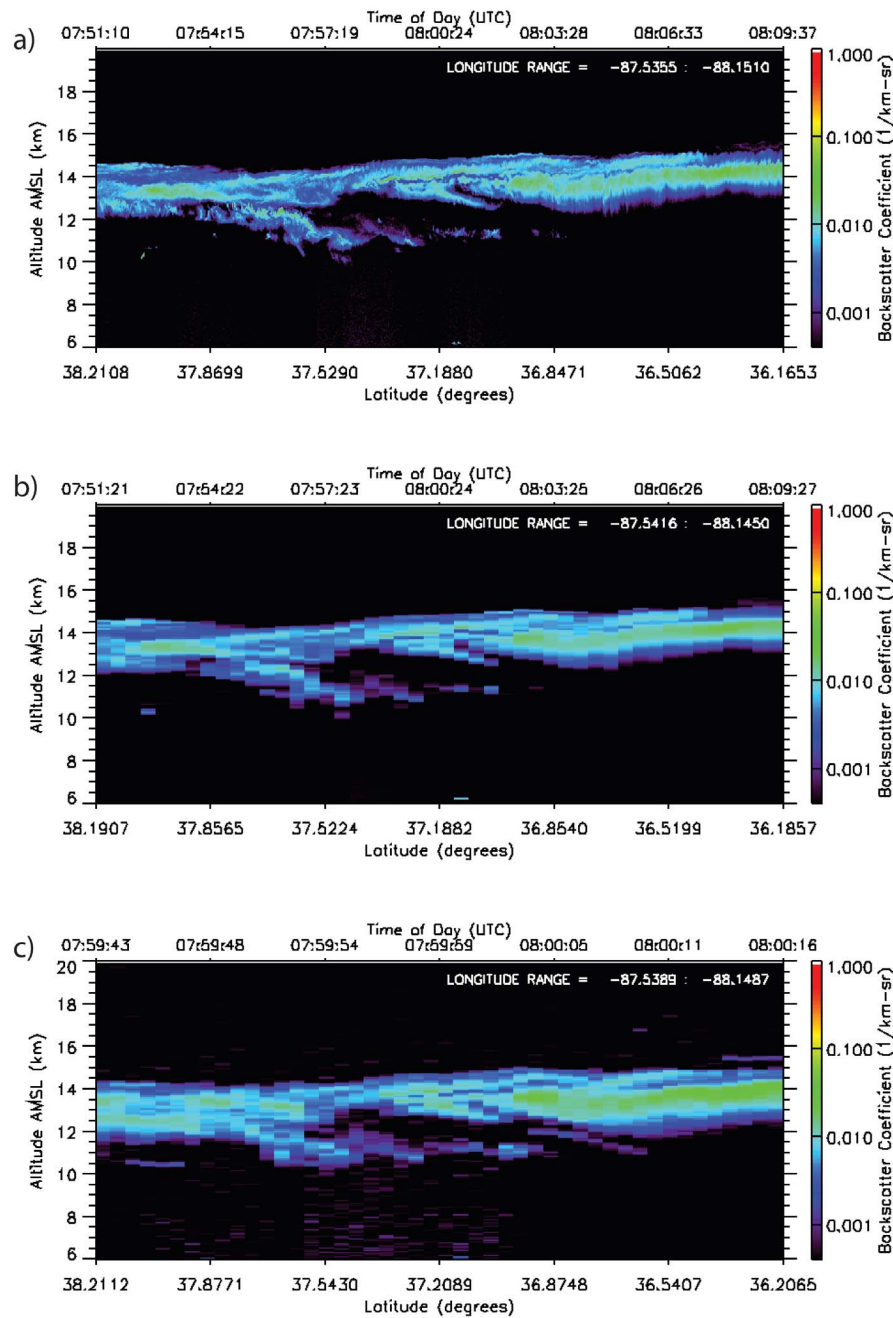 a)
Time of Day (UTC)
07:51:10 07:54:15 07:57:19 08:00:24 08:03:28 08:06:33 08:09:37
LONGITUDE RANGE = -87.5355 : -88.1510
18
16
14
12
10
8
6
Altitude AMSL (km)
38.2108 37.8699 37.5290 37.1880 36.8471 36.5062 36.1653
Latitude (degrees)
1.000
0.100
0.010
0.001
Backscatter Coefficient (1/km-sr)
b)
Time of Day (UTC)
07:51:21 07:54:22 07:57:23 08:00:24 08:03:25 08:06:26 08:09:27
LONGITUDE RANGE = -87.5416 : -88.1450
18
16
14
12
10
8
6
Altitude AMSL (km)
38.1907 37.8565 37.5224 37.1882 36.8540 36.5199 36.1857
Latitude (degrees)
1.000
0.100
0.010
0.001
Backscatter Coefficient (1/km-sr)
c)
Time of Day (UTC)
07:59:43 07:59:48 07:59:54 07:59:59 08:00:05 08:00:11 08:00:16
LONGITUDE RANGE = -87.5389 : -88.1487
20
18
16
14
12
10
8
6
Altitude AMSL (km)
38.2112 37.8771 37.5430 37.2089 36.8748 36.5407 36.2065
Latitude (degrees)
1.000
0.100
0.010
0.001
Backscatter Coefficient (1/km-sr)